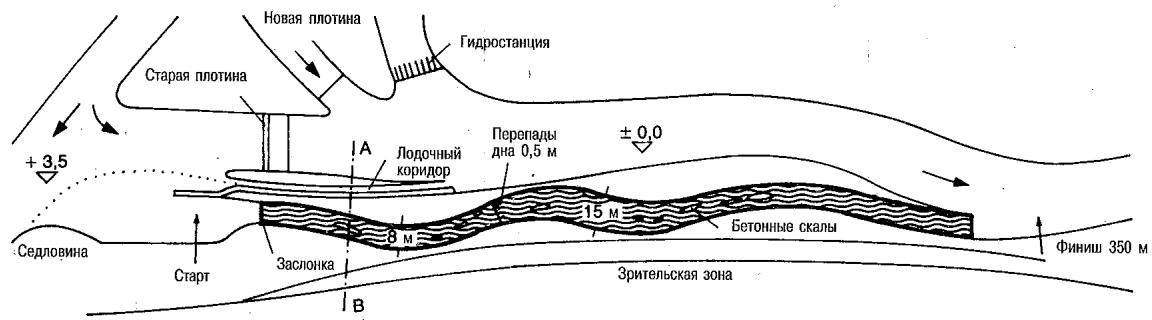 Новая плотина
Гидростанция
Старая плотина
+ 3,5
А
Лодочный
коридор
Перепады
дна 0,5 м
± 0,0
8 м
15 м
Бетонные скалы
Седловина
Старт
Заслонка
В
Зрительская зона
Финиш 350 м